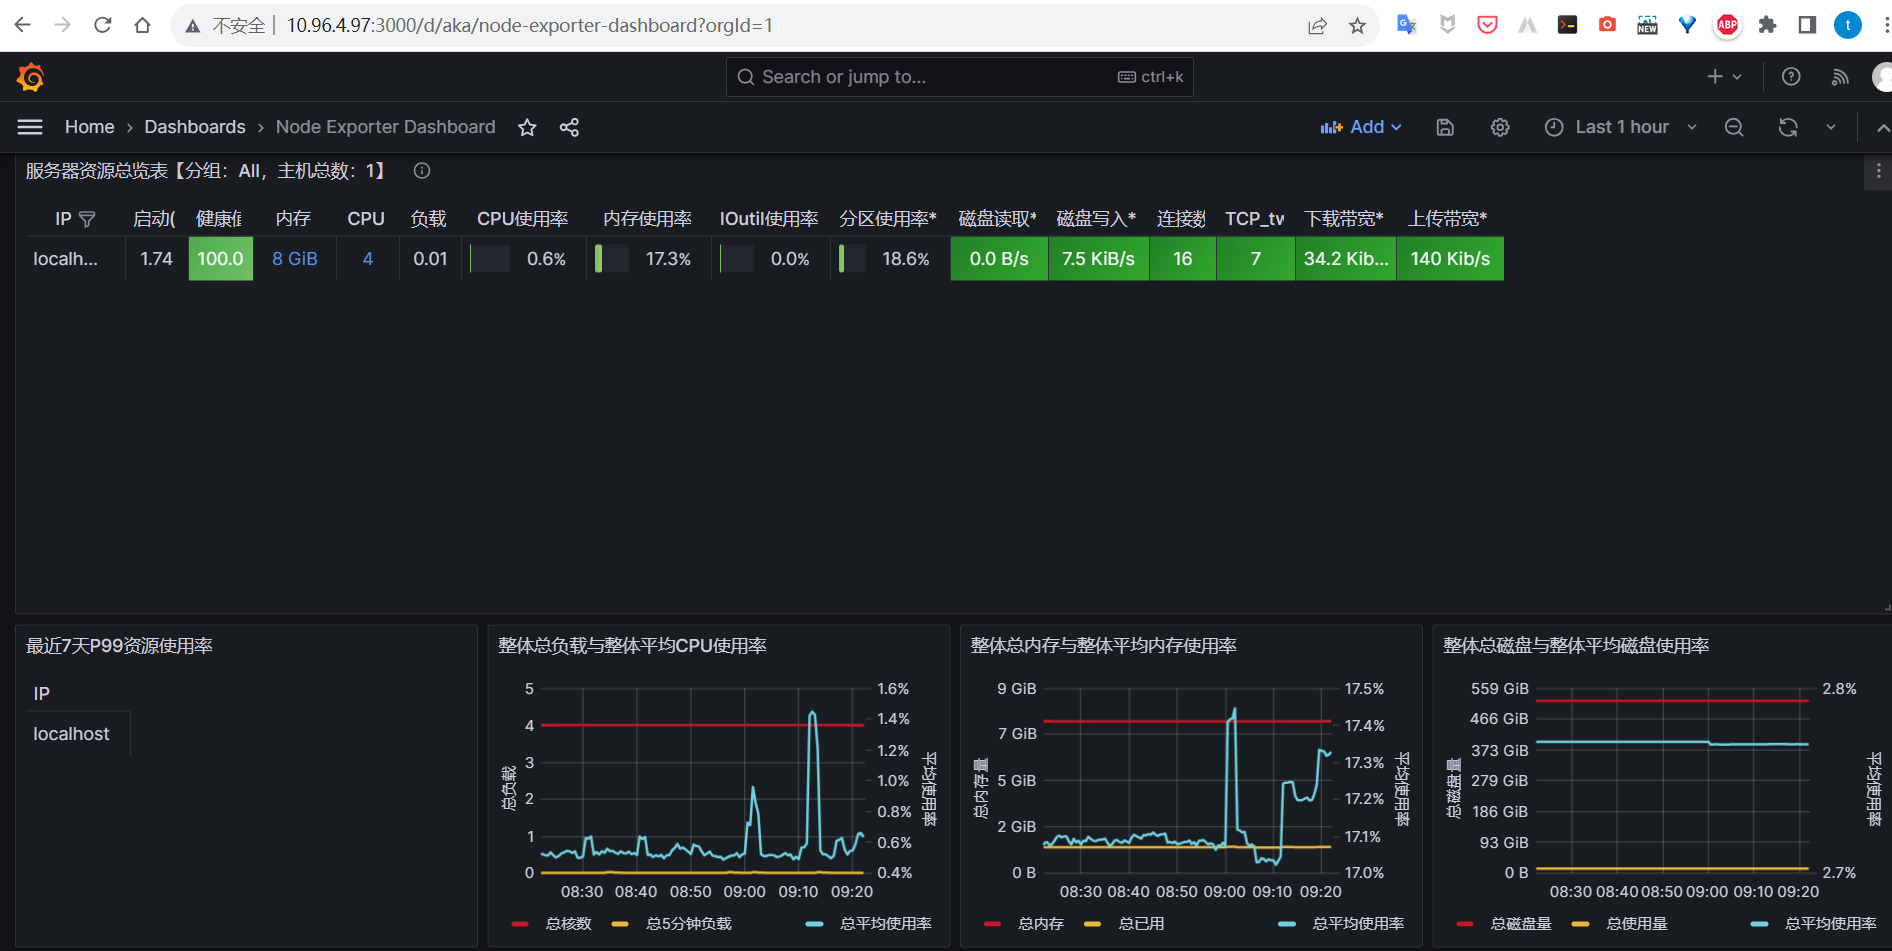 不安全 10.96.4.97:3000/d/aka/node-exporter-dashboard?orgId=1
NEW ABP t
Search or jump to... ctrl+k
Home › Dashboards › Node Exporter Dashboard Add Last 1 hour
服务器资源总览表【分组：All，主机总数：1】
IP 启动( 健康值 内存 CPU 负载 CPU使用率 内存使用率 IOutil使用率 分区使用率* 磁盘读取* 磁盘写入* 连接数 TCP_tw 下载带宽* 上传带宽*
localh... 1.74 100.0 8 GiB 4 0.01 0.6% 17.3% 0.0% 18.6% 0.0 B/s 7.5 KiB/s 16 7 34.2 Kib... 140 Kib/s
最近7天P99资源使用率
IP
localhost
整体总负载与整体平均CPU使用率
总负载
5
4
3
2
1
0
1.6%
1.4%
1.2%
1.0%
0.8%
0.6%
0.4%
平均使用率
08:30 08:40 08:50 09:00 09:10 09:20
总核数 总5分钟负载 总平均使用率
整体总内存与整体平均内存使用率
总内存量
9 GiB
7 GiB
5 GiB
2 GiB
0 B
17.5%
17.4%
17.3%
17.2%
17.1%
17.0%
平均使用率
08:30 08:40 08:50 09:00 09:10 09:20
总内存 总已用 总平均使用率
整体总磁盘与整体平均磁盘使用率
总磁盘量
559 GiB
466 GiB
373 GiB
279 GiB
186 GiB
93 GiB
0 B
2.8%
2.7%
平均使用率
08:30 08:40 08:50 09:00 09:10 09:20
总磁盘量 总使用量 总平均使用率